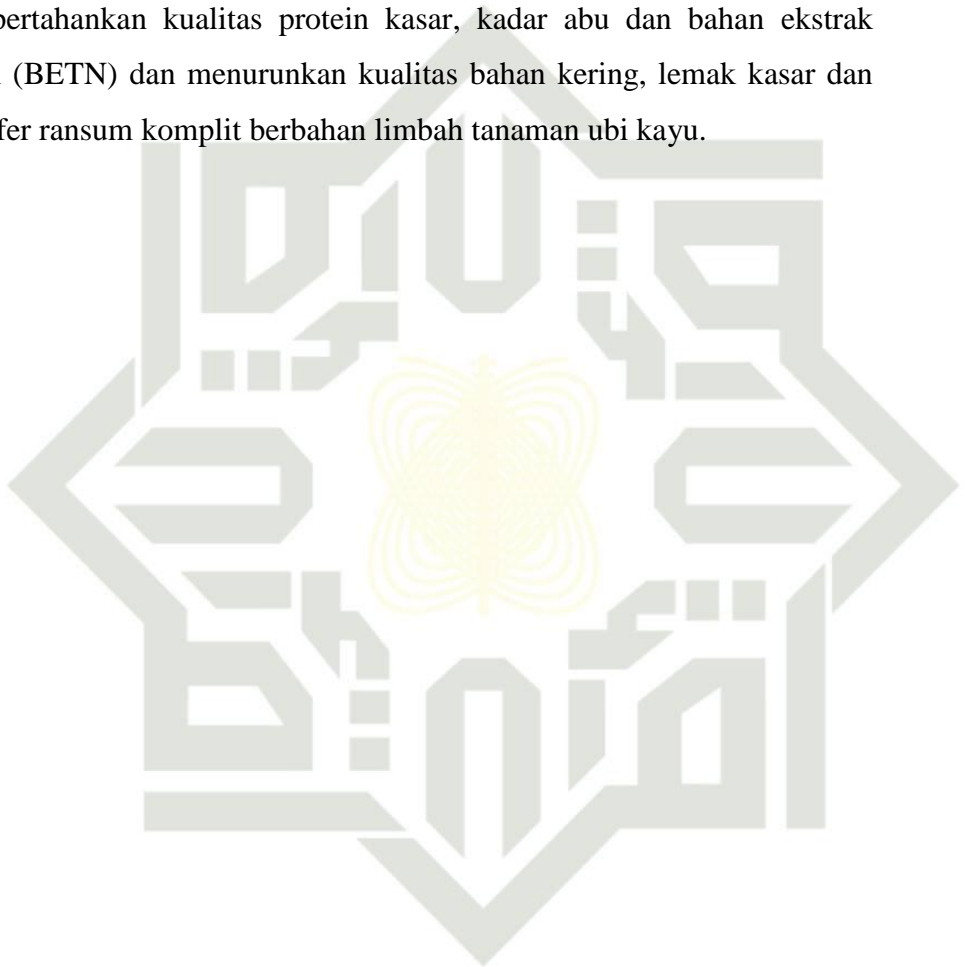 pertahankan kualitas protein kasar, kadar abu dan bahan ekstrak
(BETN) dan menurunkan kualitas bahan kering, lemak kasar dan
fer ransum komplit berbahan limbah tanaman ubi kayu.